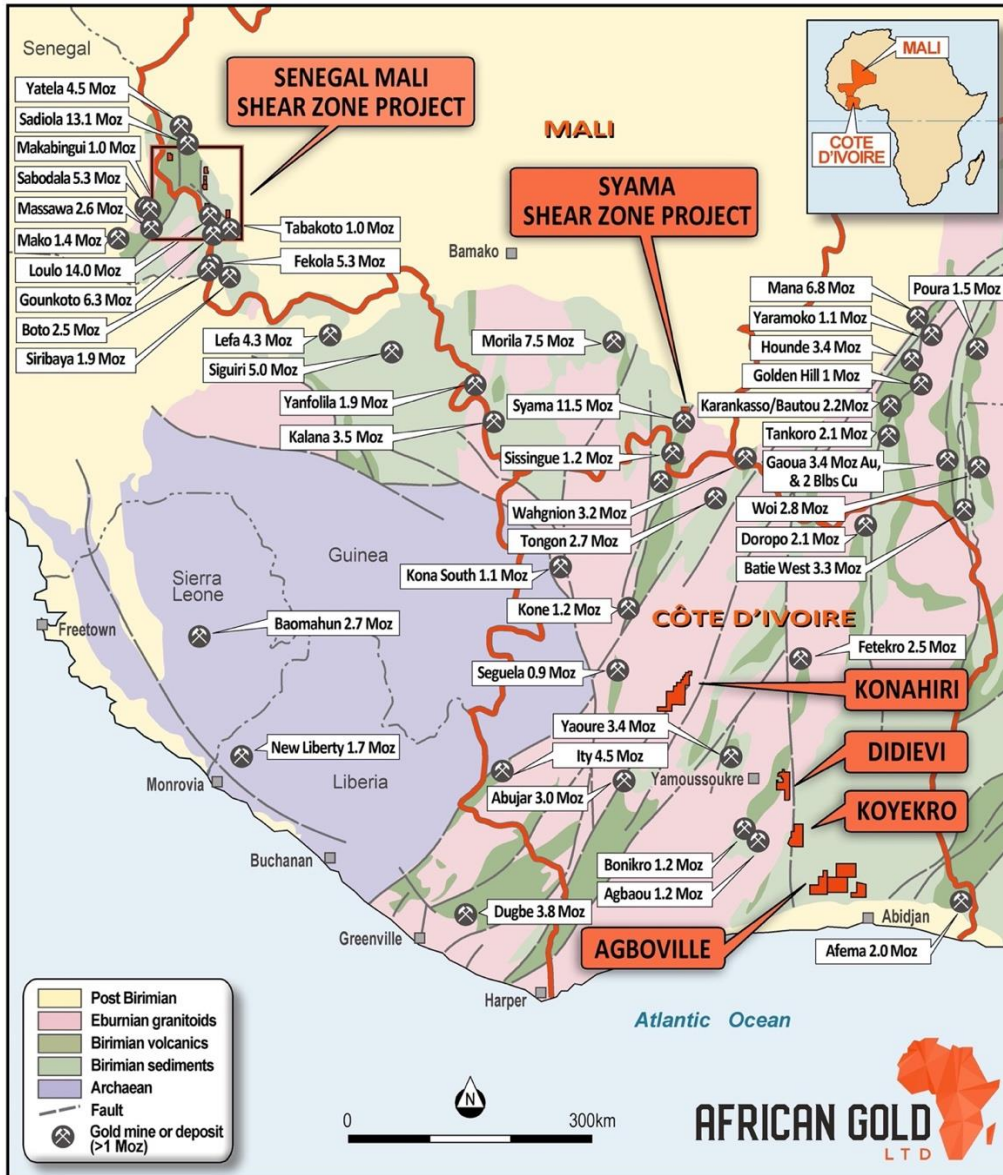 Senegal
Yatela 4.5 Moz
Sadiola 13.1 Moz
Makabingui 1.0 Moz
Sabodala 5.3 Moz
Massawa 2.6 Moz
Mako 1.4 Moz
Loulo 14.0 Moz
Gounkoto 6.3 Moz
Boto 2.5 Moz
Siribaya 1.9 Moz
SENEGAL MALI
SHEAR ZONE PROJECT
Tabakoto 1.0 Moz
Fekola 5.3 Moz
MALI
SYAMA
SHEAR ZONE PROJECT
Bamako
MALI
COTE
D'IVOIRE
Lefa 4.3 Moz
Siguiri 5.0 Moz
Morila 7.5 Moz
Yanfolila 1.9 Moz
Kalana 3.5 Moz
Syama 11.5 Moz
Sissingue 1.2 Moz
Wahgnion 3.2 Moz
Tongon 2.7 Moz
Mana 6.8 Moz
Poura 1.5 Moz
Yaramoko 1.1 Moz
Hounde 3.4 Moz
Golden Hill 1 Moz
Karankasso/Bautou 2.2Moz
Tankoro 2.1 Moz
Gaoua 3.4 Moz Au,
& 2 Blbs Cu
Woi 2.8 Moz
Doropo 2.1 Moz
Batie West 3.3 Moz
Guinea
Sierra
Leone
Freetown
Baomahun 2.7 Moz
Kona South 1.1 Moz
Kone 1.2 Moz
CÔTE D'IVOIRE
Fetekro 2.5 Moz
Seguela 0.9 Moz
KONAHIRI
New Liberty 1.7 Moz
Monrovia
Liberia
Yaoure 3.4 Moz
Ity 4.5 Moz
Abujar 3.0 Moz
Yamoussoukre
DIDIEVI
KOYEKRO
Buchanan
Bonikro 1.2 Moz
Agbaou 1.2 Moz
Dugbe 3.8 Moz
Greenville
AGBOVILLE
Abidjan
Afema 2.0 Moz
Harper
Atlantic Ocean
Post Birimian
Eburnian granitoids
Birimian volcanics
Birimian sediments
Archaean
Fault
Gold mine or deposit
(>1 Moz)
N
0 300km
AFRICAN GOLD
LTD